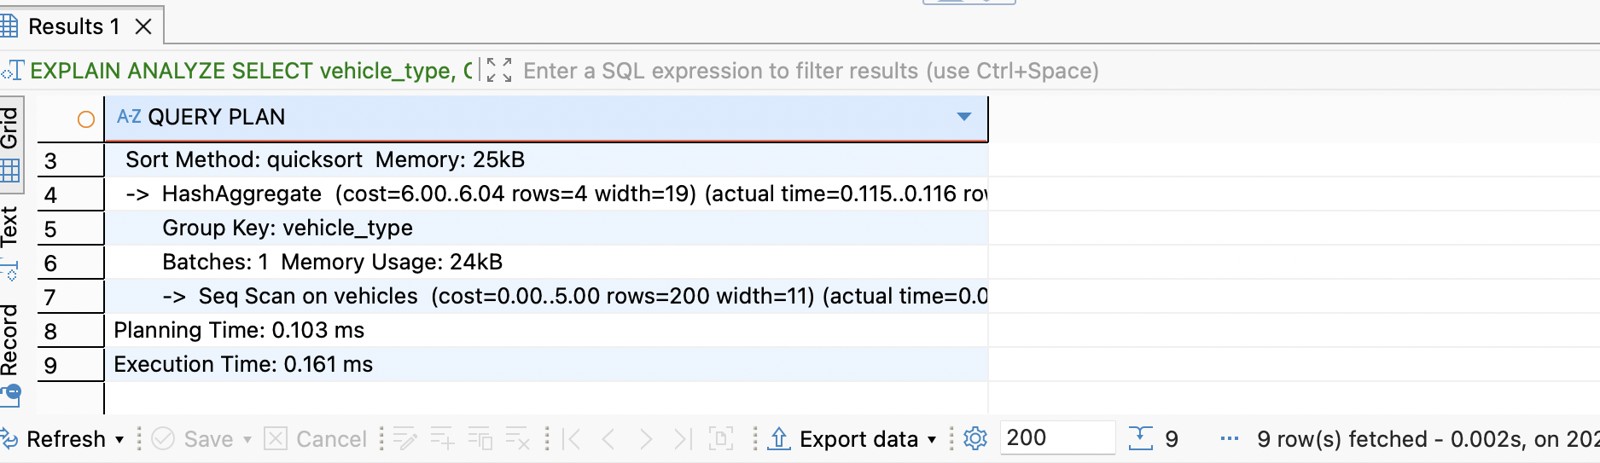 Results 1
EXPLAIN ANALYZE SELECT vehicle_type, Enter a SQL expression to filter results (use Ctrl+Space)
Grid
Text
Record
A-Z QUERY PLAN
3 Sort Method: quicksort Memory: 25kB
4 -> HashAggregate (cost=6.00..6.04 rows=4 width=19) (actual time=0.115..0.116
5 Group Key: vehicle_type
6 Batches: 1 Memory Usage: 24kB
7 -> Seq Scan on vehicles (cost=0.00..5.00 rows=200 width=11) (actual time=0.0
8 Planning Time: 0.103 ms
9 Execution Time: 0.161 ms
Refresh Save Cancel Export data 200 9 ... 9 row(s) fetched - 0.002s, on